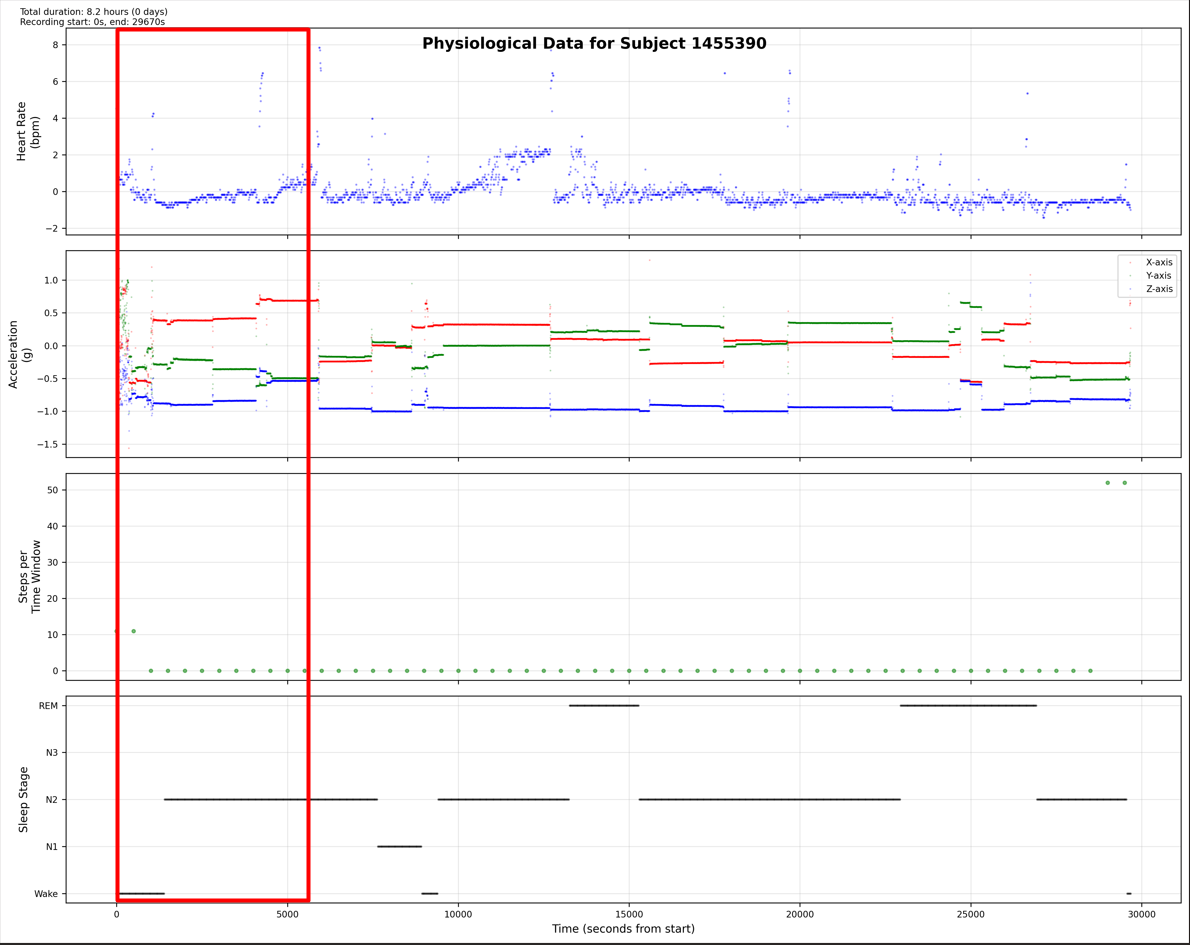 Total duration: 8.2 hours (0 days)
Recording start: 0s, end: 29670s
Physiological Data for Subject 1455390
Heart Rate
(bpm)
8
6
4
2
0
−2
Acceleration
(g)
1.0
0.5
0.0
−0.5
−1.0
−1.5
X-axis
Y-axis
Z-axis
Steps per
Time Window
50
40
30
20
10
0
Sleep Stage
REM
N3
N2
N1
Wake
0
5000
10000
15000
20000
25000
30000
Time (seconds from start)